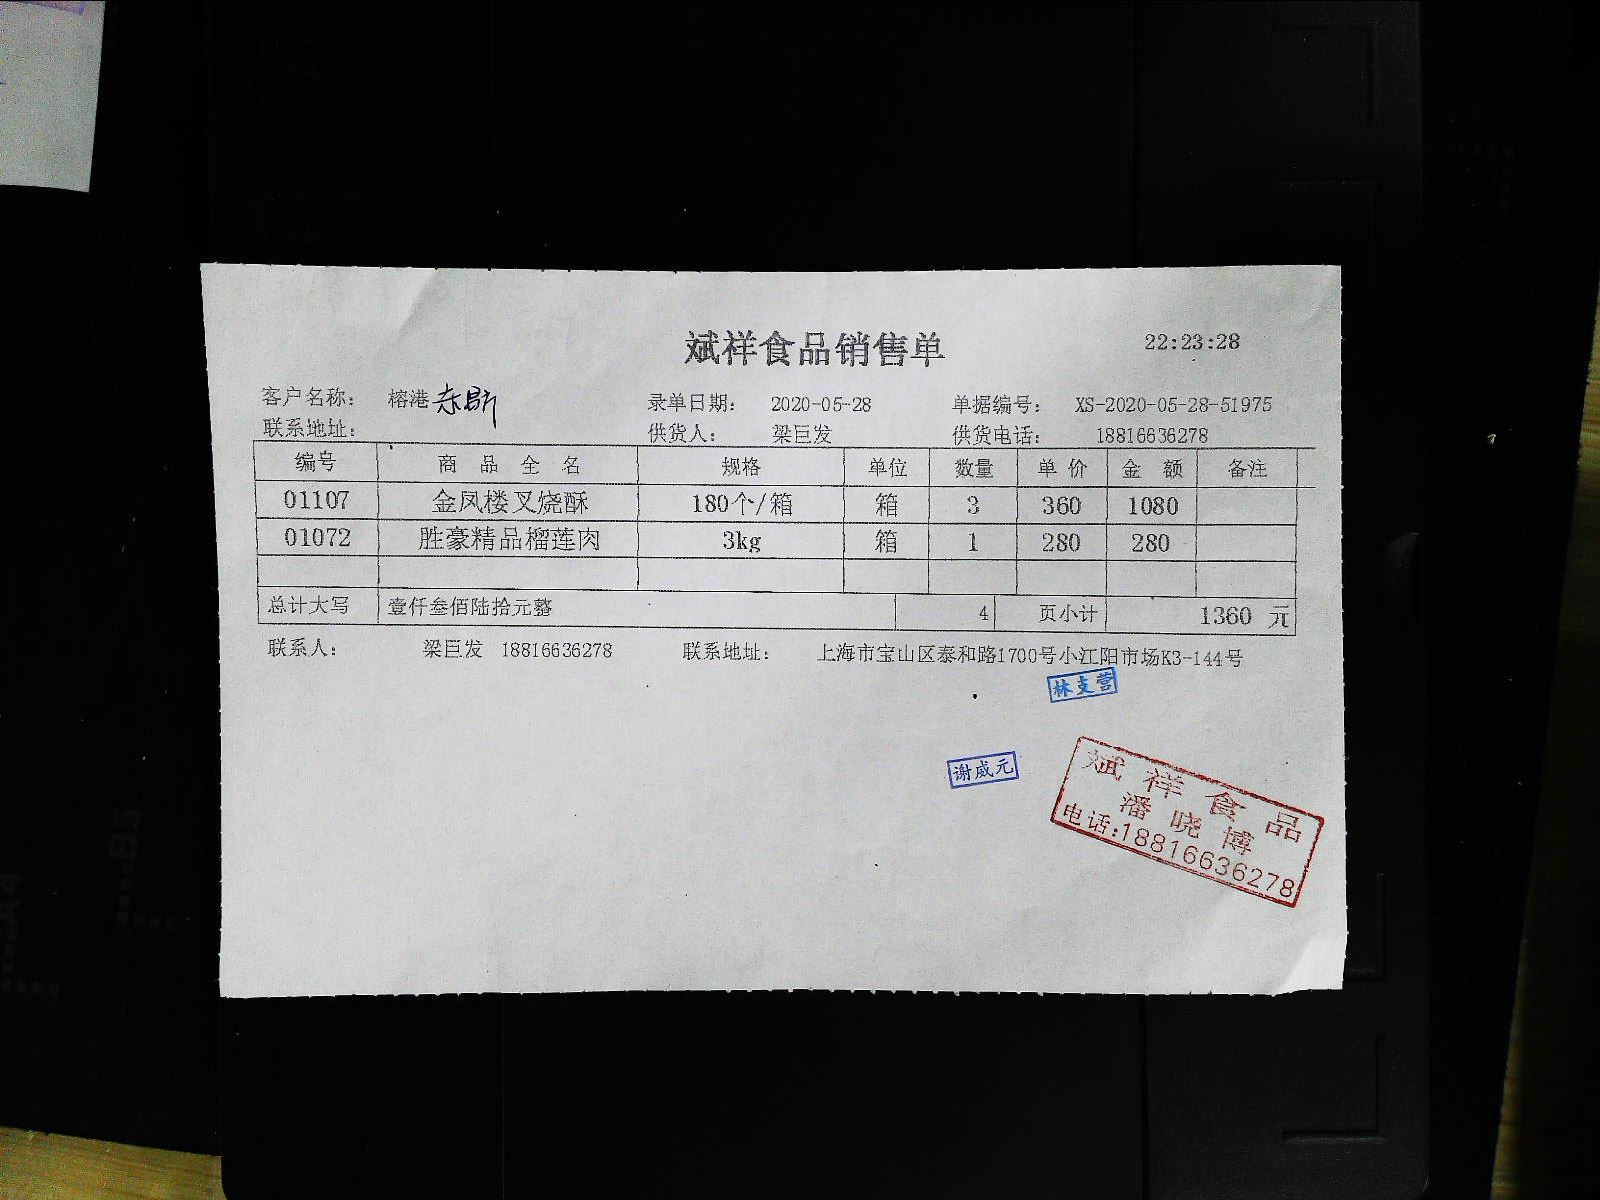 斌祥食品销售单 22:23:28
客户名称: 榕港 录单日期: 2020-05-28 单据编号: XS-2020-05-28-51975
联系地址: 供货人: 梁巨发 供货电话: 18816636278
编号 商品全名 规格 单位 数量 单价 金额 备注
01107 金凤楼叉烧酥 180个/箱 箱 3 360 1080
01072 胜豪精品榴莲肉 3kg 箱 1 280 280
总计大写 壹仟叁佰陆拾元整 4 页小计 1360 元
联系人: 梁巨发 18816636278 联系地址: 上海市宝山区泰和路1700号小江阳市场K3-144号
林支营
谢威元
斌祥食品
潘晓博
电话:18816636278
B5
A4